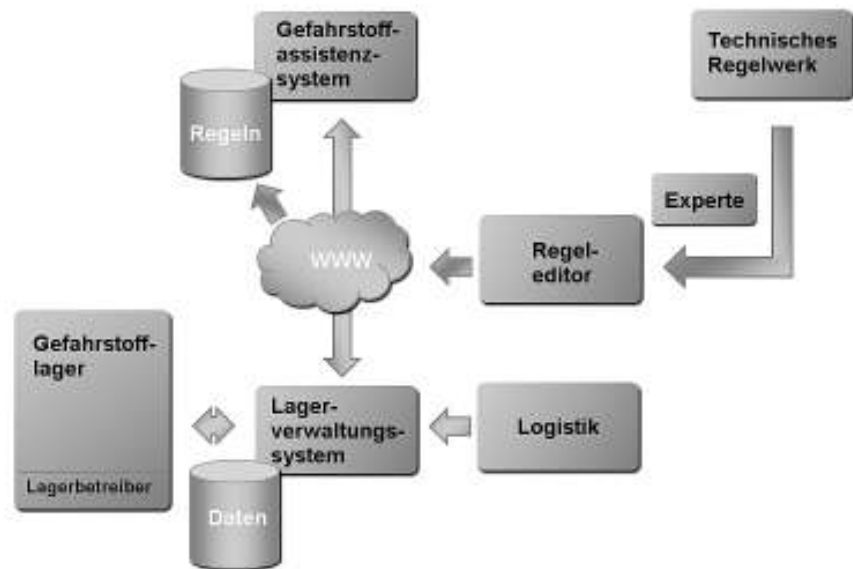 Gefahrstoff-
assistenz-
system
Regeln
Technisches
Regelwerk
Experte
Regel-
editor
WWW
Gefahrstoff-
lager
Lagerbetreiber
Lager-
verwaltungs-
system
Daten
Logistik